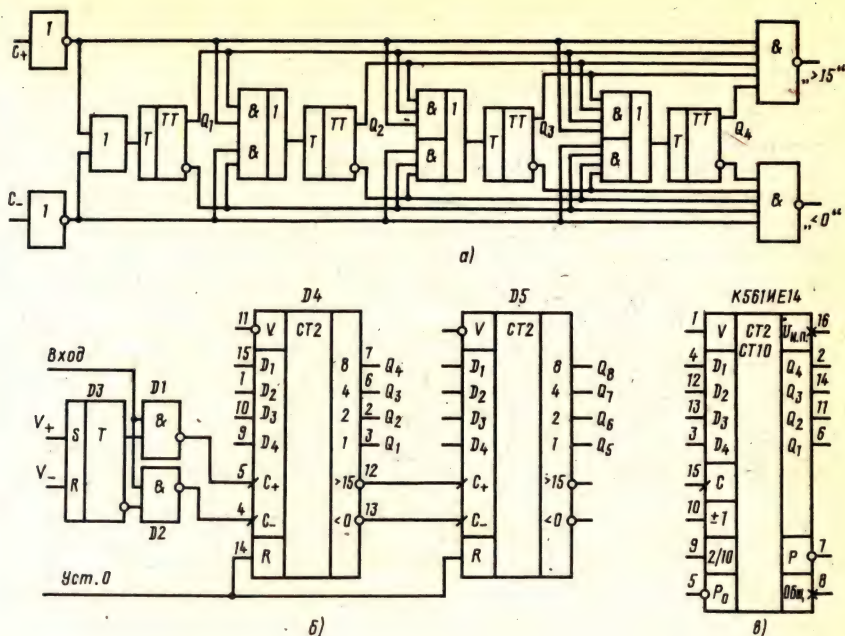 1
C+
1
T
TT
Q1
&
&
1
T
TT
Q2
&
&
1
T
TT
Q3
&
&
1
T
TT
Q4
&
„>15“
C-
1
1
&
„<0“
а)
D4
D5
К561ИЕ14
Вход
D3
D1
V+
V-
S
R
T
&
&
D2
Уст.0
11
15
1
10
9
5
4
14
V
D1
D2
D3
D4
C+
C-
R
CT2
8
4
2
1
>15
<0
7
6
2
3
12
13
Q4
Q3
Q2
Q1
V
D1
D2
D3
D4
C+
C-
R
CT2
8
4
2
1
>15
<0
Q8
Q7
Q6
Q5
1
4
12
13
3
15
10
9
5
V
D1
D2
D3
D4
C
±1
2/10
P0
CT2
CT10
Uи.п.
Q4
Q3
Q2
Q1
P
Общ.
16
2
14
11
6
7
8
б)
в)